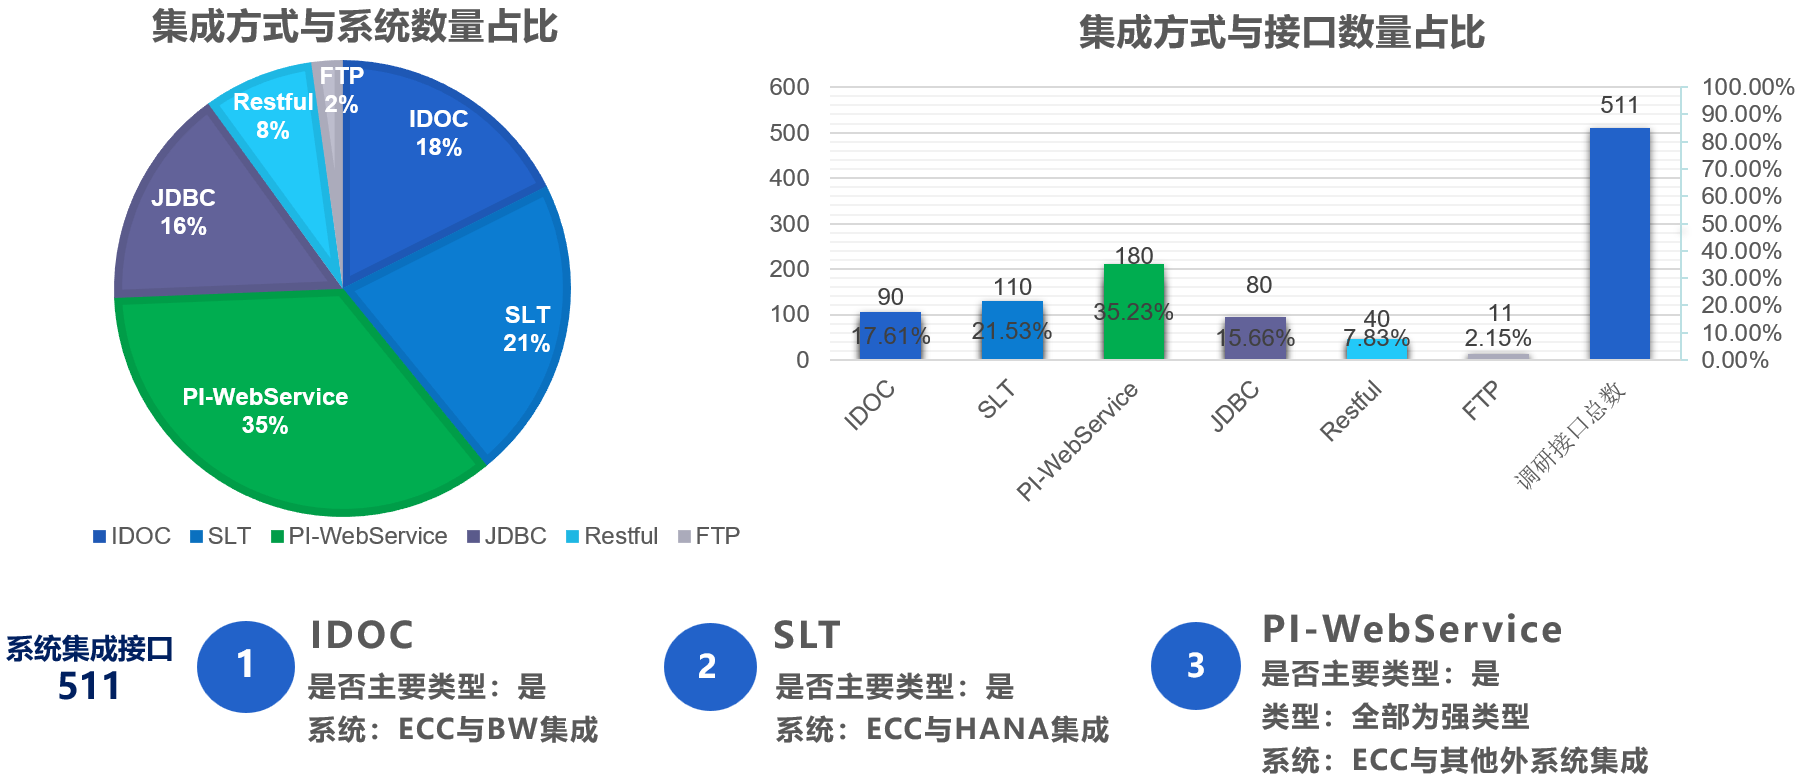 集成方式与系统数量占比
FTP
2%
Restful
8%
IDOC
18%
JDBC
16%
SLT
21%
PI-WebService
35%
IDOC SLT PI-WebService JDBC Restful FTP
集成方式与接口数量占比
600
500
400
300
200
100
0
100.00%
90.00%
80.00%
70.00%
60.00%
50.00%
40.00%
30.00%
20.00%
10.00%
0.00%
90
17.61%
110
21.53%
180
35.23%
80
15.66%
40
7.83%
11
2.15%
511
IDOC
SLT
PI-WebService
JDBC
Restful
FTP
调研接口总数
系统集成接口
511
1
IDOC
是否主要类型：是
系统：ECC与BW集成
2
SLT
是否主要类型：是
系统：ECC与HANA集成
3
PI-WebService
是否主要类型：是
类型：全部为强类型
系统：ECC与其他外系统集成